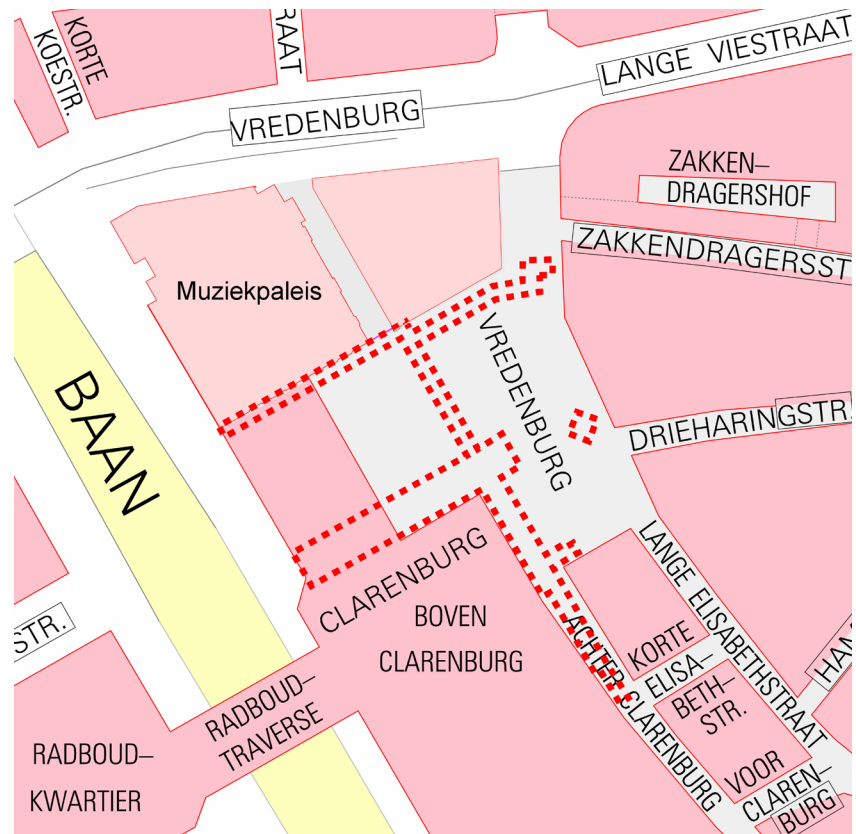 KORTE
KOESTR.
RAAT
LANGE VIESTRAAT
VREDENBURG
ZAKKEN–
DRAGERSHOF
ZAKKENDRAGERSST
Muziekpaleis
VREDENBURG
BAAN
DRIEHARINGSTR.
CLARENBURG
BOVEN
CLARENBURG
LANGE ELISABETHSTRAAT
ACHTER CLARENBURG
KORTE
ELISA–
BETH–
STR.
STR.
HAM
RADBOUD–
TRAVERSE
RADBOUD–
KWARTIER
VOOR
CLAREN–
BURG